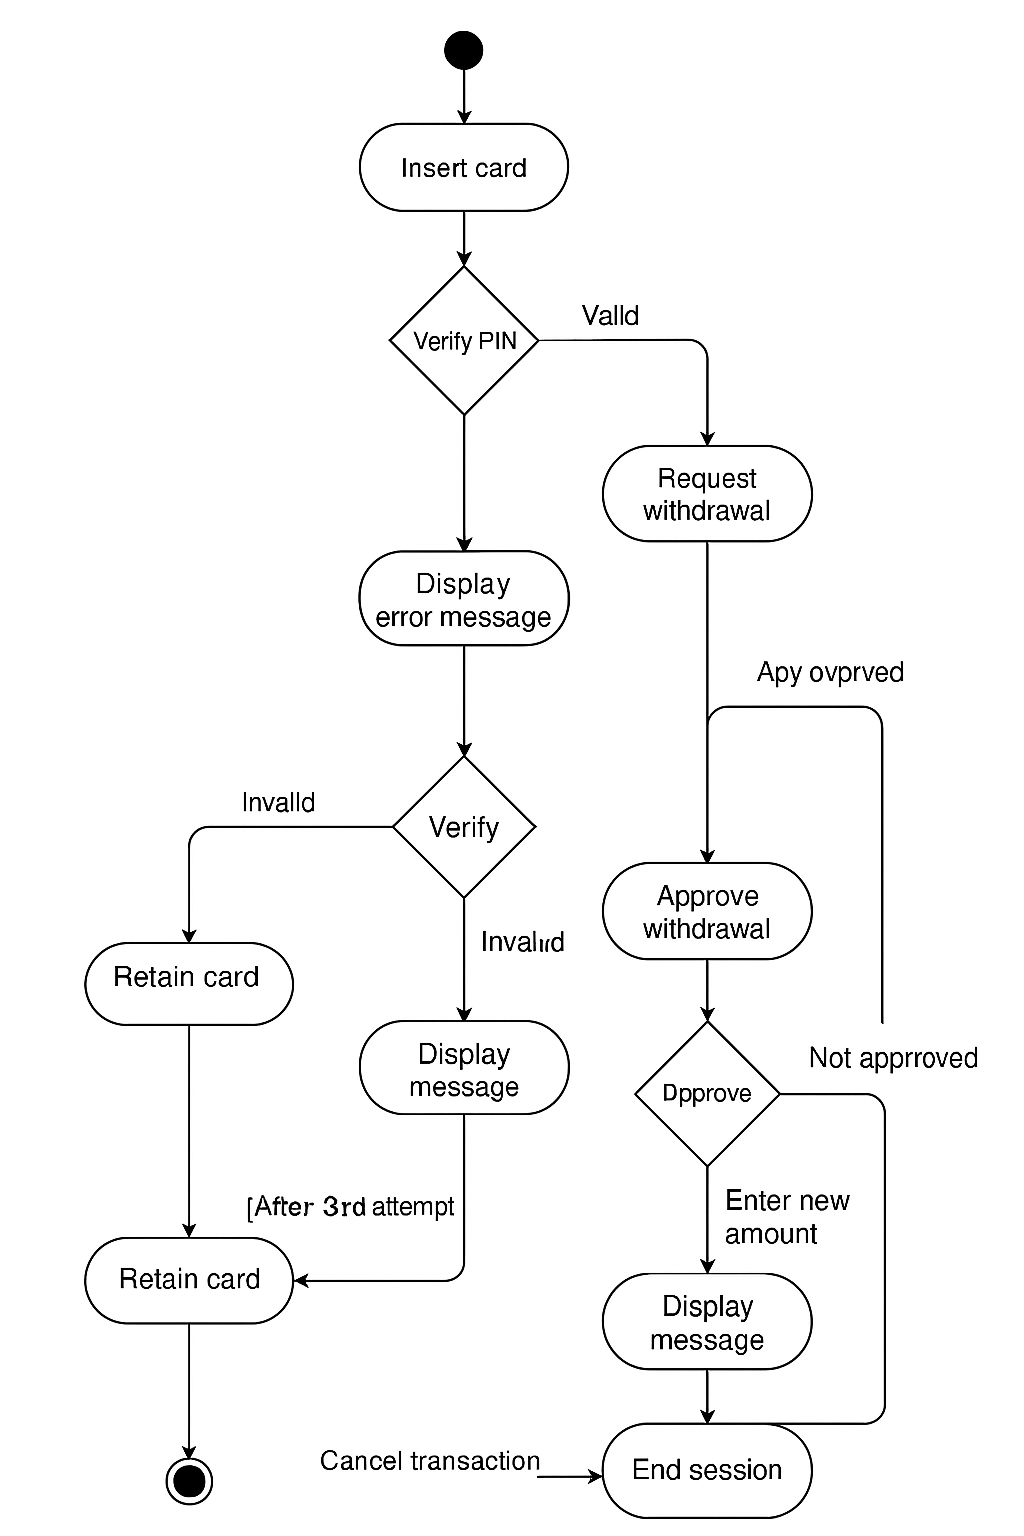 Insert card
Verify PIN
Valld
Request
withdrawal
Display
error message
Apy ovprved
Invalld
Verify
Approve
withdrawal
Invalıd
Retain card
Display
message
Not apprroved
Dpprove
[After 3rd attempt
Enter new
amount
Retain card
Display
message
Cancel transaction
End session